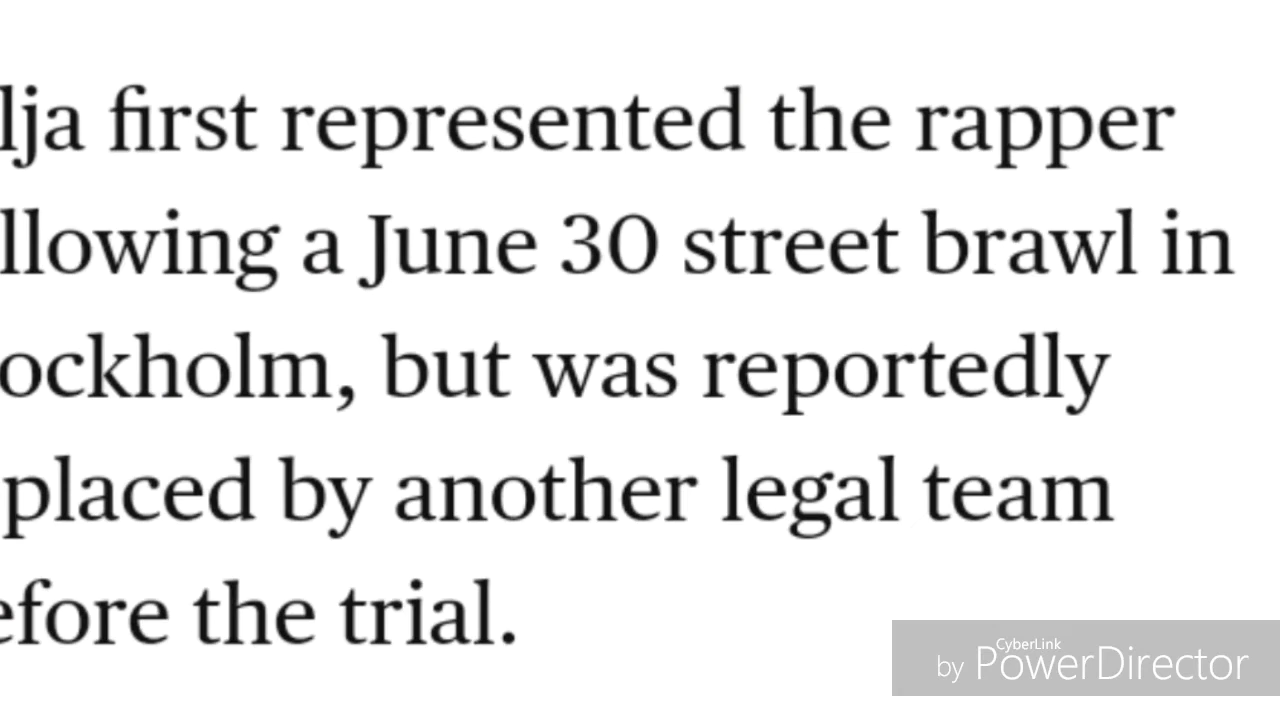 lja first represented the rapper
llowing a June 30 street brawl in
ockholm, but was reportedly
placed by another legal team
efore the trial.
CyberLink
by PowerDirector